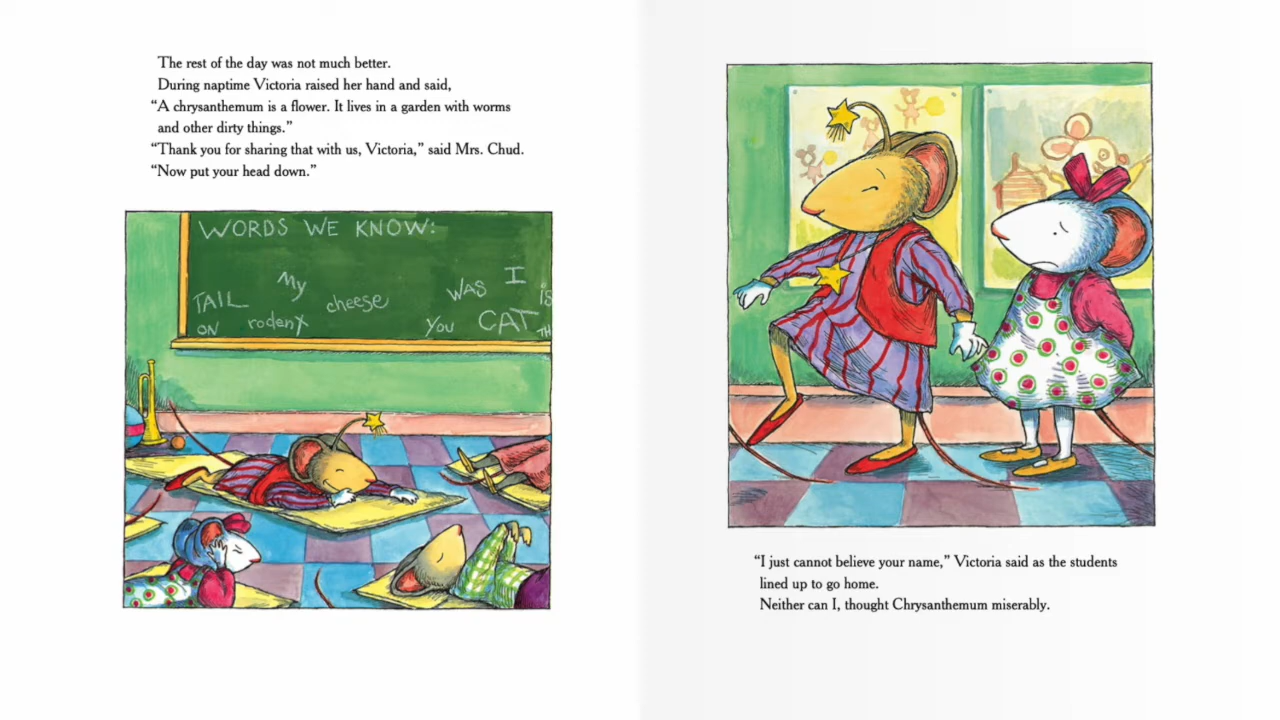 The rest of the day was not much better.
During naptime Victoria raised her hand and said,
“A chrysanthemum is a flower. It lives in a garden with worms
and other dirty things.”
“Thank you for sharing that with us, Victoria,” said Mrs. Chud.
“Now put your head down.”
WORDS WE KNOW:
My WAS I is
TAIL cheese
ON rodent you CAT TH
“I just cannot believe your name,” Victoria said as the students
lined up to go home.
Neither can I, thought Chrysanthemum miserably.